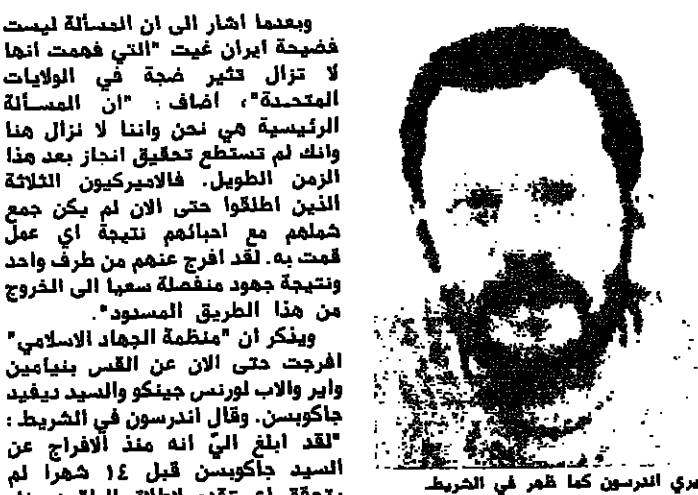 وبعدما اشار الى ان المسألة ليست
فضيحة ايران غيت "التي فهمت انها
لا تزال تثير ضجة في الولايات
المتحدة"، اضاف: "ان المسألة
الرئيسية هي نحن واننا لا نزال هنا
وانك لم تستطع تحقيق انجاز بعد هذا
الزمن الطويل. فالاميركيون الثلاثة
الذين اطلقوا حتى الان لم يكن جمع
شملهم مع احبائهم نتيجة اي عمل
قمت به. لقد افرج عنهم من طرف واحد
ونتيجة جهود منفصلة سعيا الى الخروج
من هذا الطريق المسدود".
ويذكر ان "منظمة الجهاد الاسلامي"
افرجت حتى الان عن القس بنيامين
واير والاب لورنس جينكو والسيد ديفيد
جاكوبسن. وقال اندرسون في الشريط:
"لقد ابلغ اليّ انه منذ الافراج عن
السيد جاكوبسن قبل ١٤ شهرا لم
يري اندرسون كما ظهر في الشريط